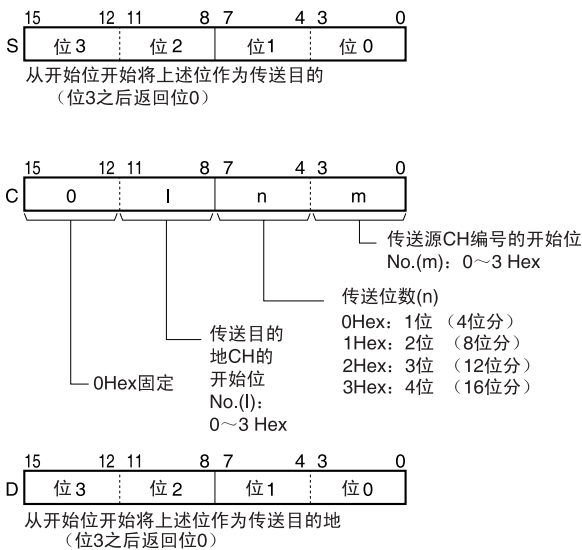 15 12 11 8 7 4 3 0
S 位3 位2 位1 位0
从开始位开始将上述位作为传送目的
（位3之后返回位0）
15 12 11 8 7 4 3 0
C 0 l n m
传送源CH编号的开始位
No.(m)：0～3 Hex
传送位数(n)
0Hex：1位 （4位分）
1Hex：2位 （8位分）
2Hex：3位 （12位分）
3Hex：4位 （16位分）
传送目的
地CH的
开始位
No.(l)：
0～3 Hex
0Hex固定
15 12 11 8 7 4 3 0
D 位3 位2 位1 位0
从开始位开始将上述位作为传送目的地
（位3之后返回位0）